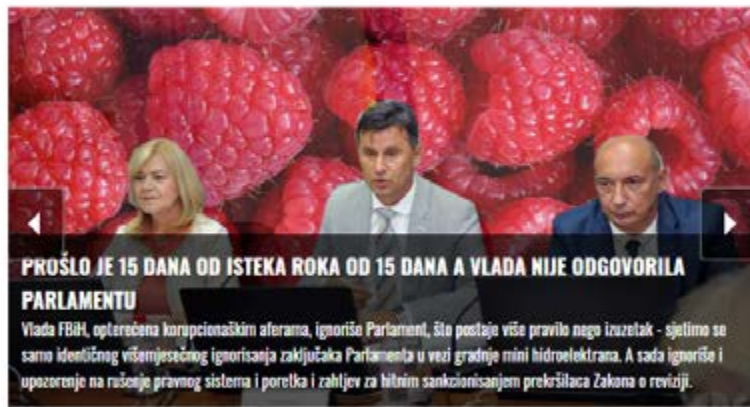 PROŠLO JE 15 DANA OD ISTEKA ROKA OD 15 DANA A VLADA NIJE ODGOVORILA
PARLAMENTU
Vlada FBiH, opterećena korupcionaškim aferama, ignoriše Parlament, što postaje više pravilo nego izuzetak - sjetimo se
samo identičnog višemjesečnog ignorisanja zaključaka Parlamenta u vezi gradnje mini hidroelektrana. A sada ignoriše i
upozorenje na rušenje pravnog sistema i poretka i zahtjev za hitnim sankcionisanjem prekršilaca Zakona o reviziji.